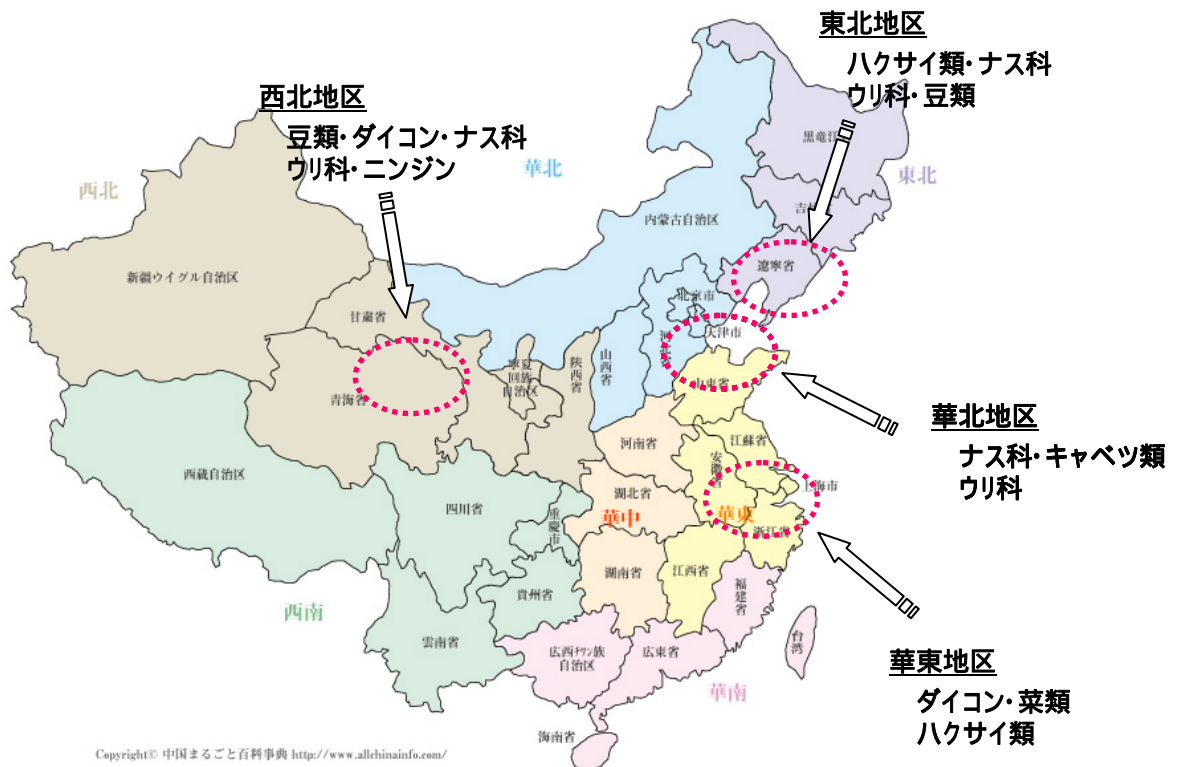 東北地区
ハクサイ類・ナス科
ウリ科・豆類
西北地区
豆類・ダイコン・ナス科
ウリ科・ニンジン
華北
西北
東北
黒竜江
吉
内蒙古自治区
遼寧省
新疆ウイグル自治区
北京市
甘粛省
天津市
河北省
山西省
陝西省
寧夏
回族
自治区
山東省
青海省
華北地区
ナス科・キャベツ類
ウリ科
河南省
江蘇省
安徽省
西蔵自治区
上海市
湖北省
四川省
重慶市
華中
華東
浙江省
湖南省
江西省
貴州省
福建省
西南
雲南省
台湾
広西チワン族
自治区
広東省
華東地区
ダイコン・菜類
ハクサイ類
華南
海南省
Copyright© 中国まるごと百科事典 http://www.allchinainfo.com/